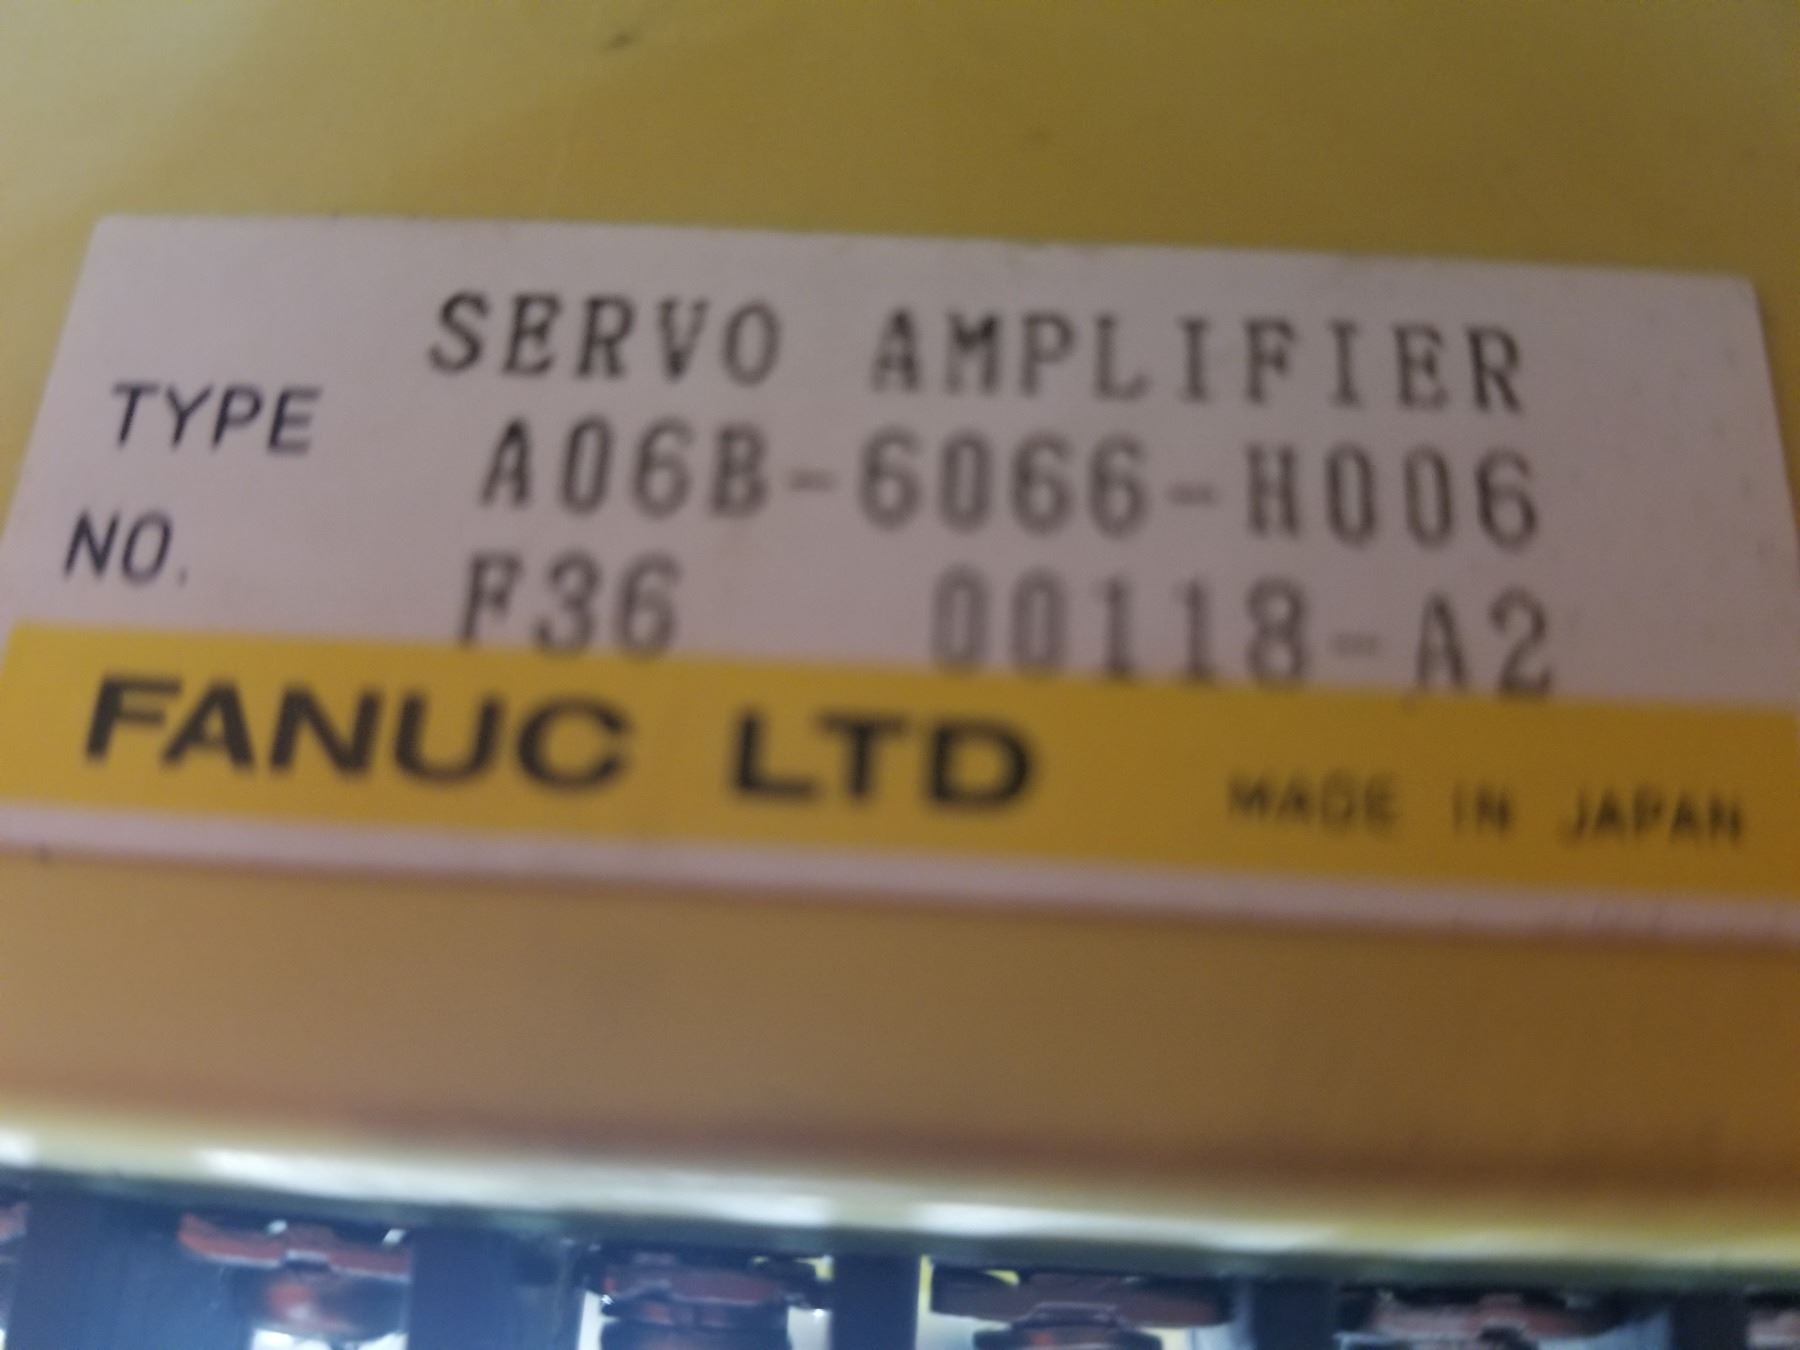 SERVO AMPLIFIER
TYPE A06B-6066-H006
NO. F36 00118-A2
FANUC LTD MADE IN JAPAN